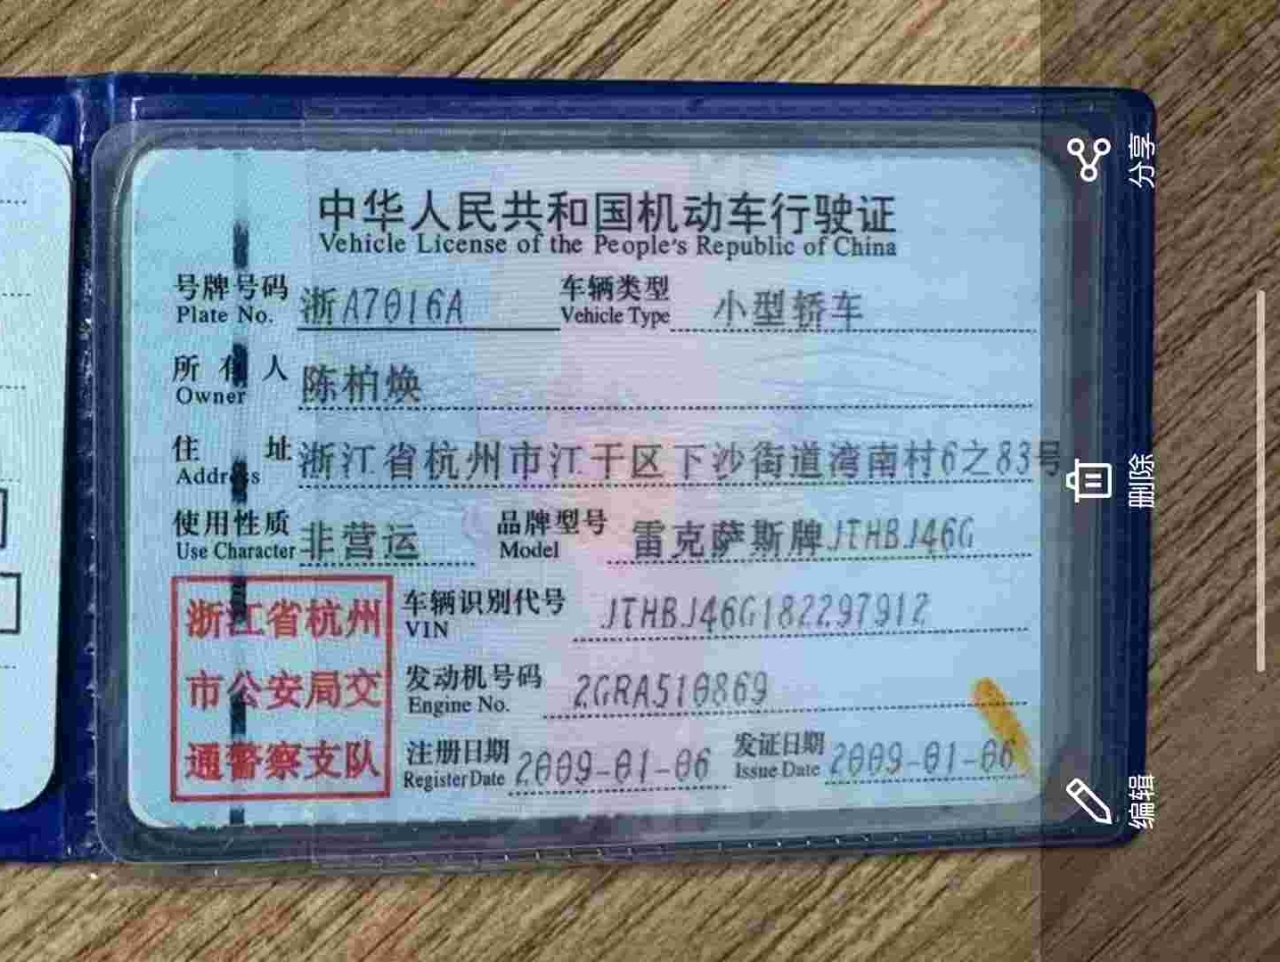 中华人民共和国机动车行驶证
Vehicle License of the People's Republic of China
号牌号码 浙A7016A 车辆类型 小型轿车
Plate No. Vehicle Type
所有人 陈柏焕
Owner
住址 浙江省杭州市江干区下沙街道湾南村6之83号
Address
使用性质 非营运 品牌型号 雷克萨斯牌JTHBJ46G
Use Character Model
浙江省杭州
市公安局交
通警察支队
车辆识别代号 JTHBJ46G182297912
VIN
发动机号码 2GRA510869
Engine No.
注册日期 2009-01-06 发证日期 2009-01-06
Register Date Issue Date
分享
删除
编辑